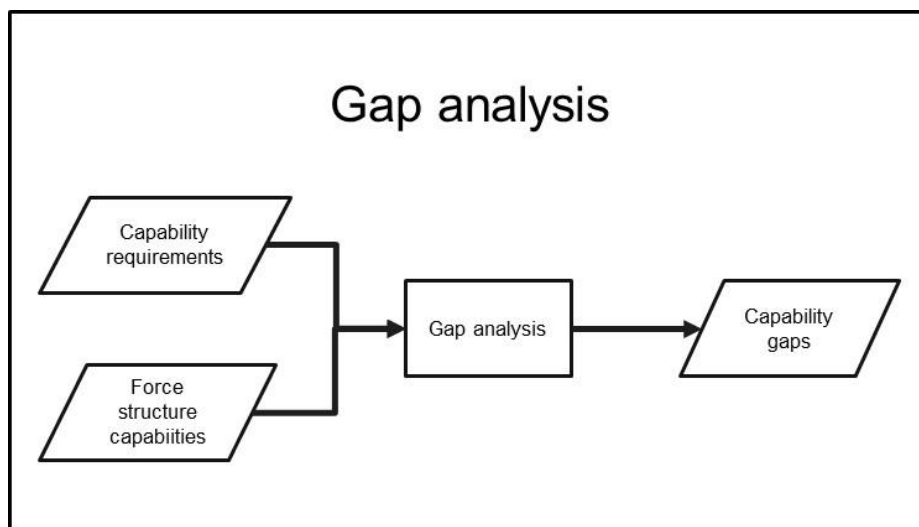 Gap analysis
Capability
requirements
Force
structure
capabiities
Gap analysis
Capability
gaps